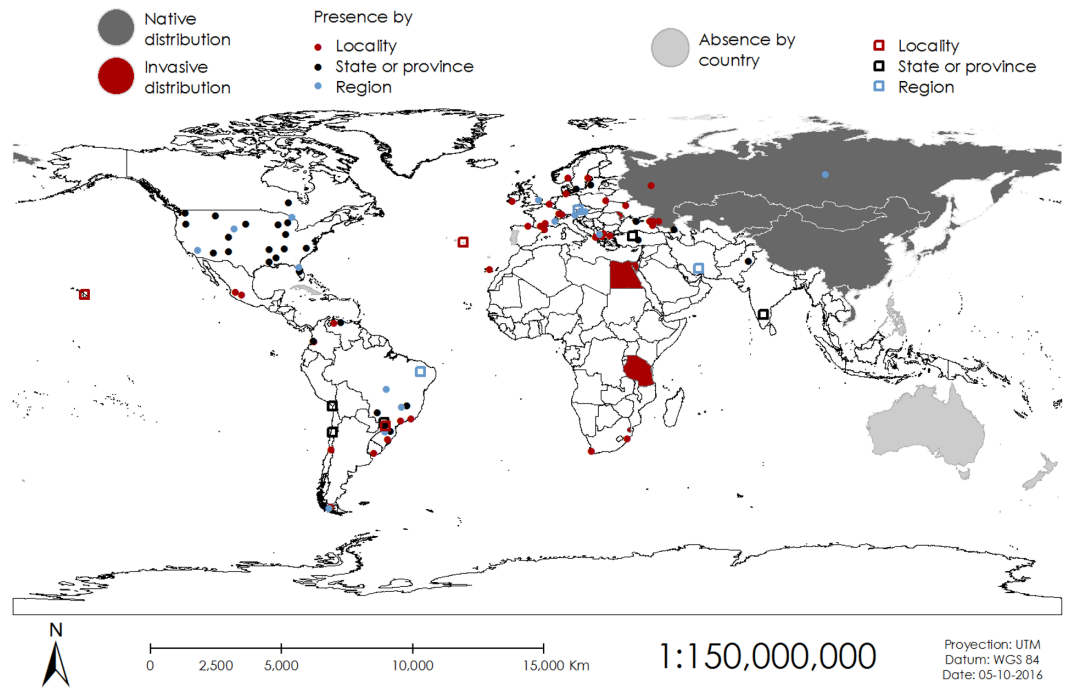 Native
distribution
Invasive
distribution
Presence by
Locality
State or province
Region
Absence by
country
Locality
State or province
Region
N
0 2,500 5,000 10,000 15,000 Km
1:150,000,000
Proyection: UTM
Datum: WGS 84
Date: 05-10-2016